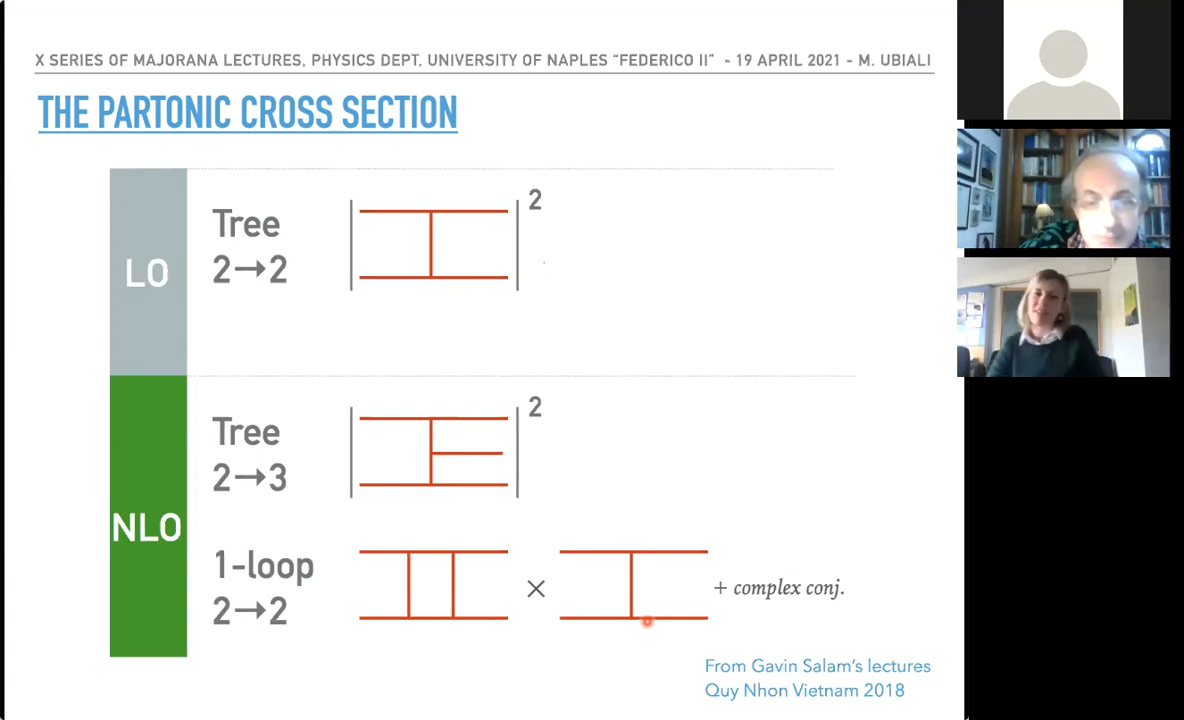 X SERIES OF MAJORANA LECTURES, PHYSICS DEPT, UNIVERSITY OF NAPLES “FEDERICO II” - 19 APRIL 2021 - M. UBIALI
THE PARTONIC CROSS SECTION
LO
Tree
2→2
2
NLO
Tree
2→3
2
1-loop
2→2
×
+ complex conj.
From Gavin Salam’s lectures
Quy Nhon Vietnam 2018